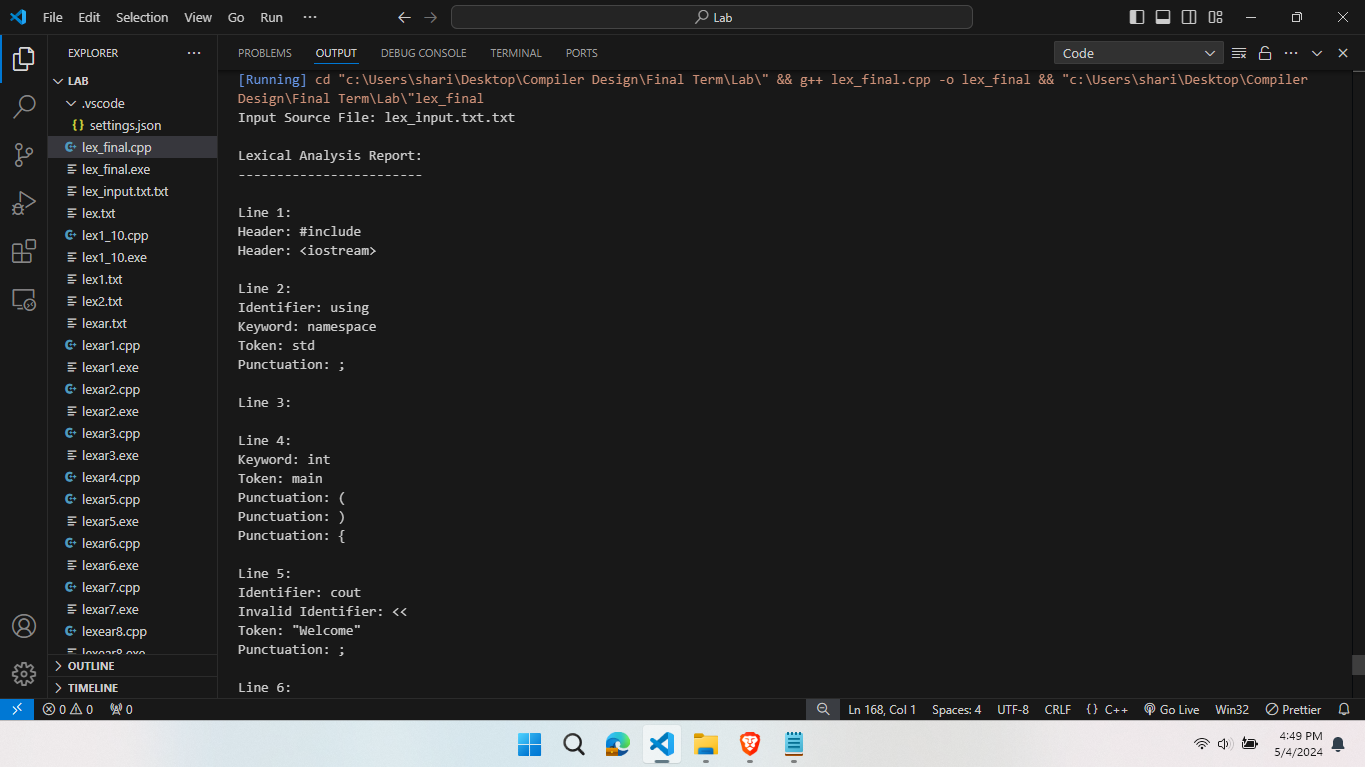 File Edit Selection View Go Run ··· Lab
EXPLORER ···
LAB
.vscode
{} settings.json
lex_final.cpp
lex_final.exe
lex_input.txt.txt
lex.txt
lex1_10.cpp
lex1_10.exe
lex1.txt
lex2.txt
lexar.txt
lexar1.cpp
lexar1.exe
lexar2.cpp
lexar2.exe
lexar3.cpp
lexar3.exe
lexar4.cpp
lexar5.cpp
lexar5.exe
lexar6.cpp
lexar6.exe
lexar7.cpp
lexar7.exe
lexear8.cpp
lexear8.exe
OUTLINE
TIMELINE
PROBLEMS OUTPUT DEBUG CONSOLE TERMINAL PORTS Code ···
[Running] cd "c:\Users\shari\Desktop\Compiler Design\Final Term\Lab\" && g++ lex_final.cpp -o lex_final && "c:\Users\shari\Desktop\Compiler
Design\Final Term\Lab\"lex_final
Input Source File: lex_input.txt.txt
Lexical Analysis Report:
------------------------
Line 1:
Header: #include
Header: <iostream>
Line 2:
Identifier: using
Keyword: namespace
Token: std
Punctuation: ;
Line 3:
Line 4:
Keyword: int
Token: main
Punctuation: (
Punctuation: )
Punctuation: {
Line 5:
Identifier: cout
Invalid Identifier: <<
Token: "Welcome"
Punctuation: ;
Line 6:
0 0 0 Ln 168, Col 1 Spaces: 4 UTF-8 CRLF {} C++ Go Live Win32 Prettier
4:49 PM
5/4/2024